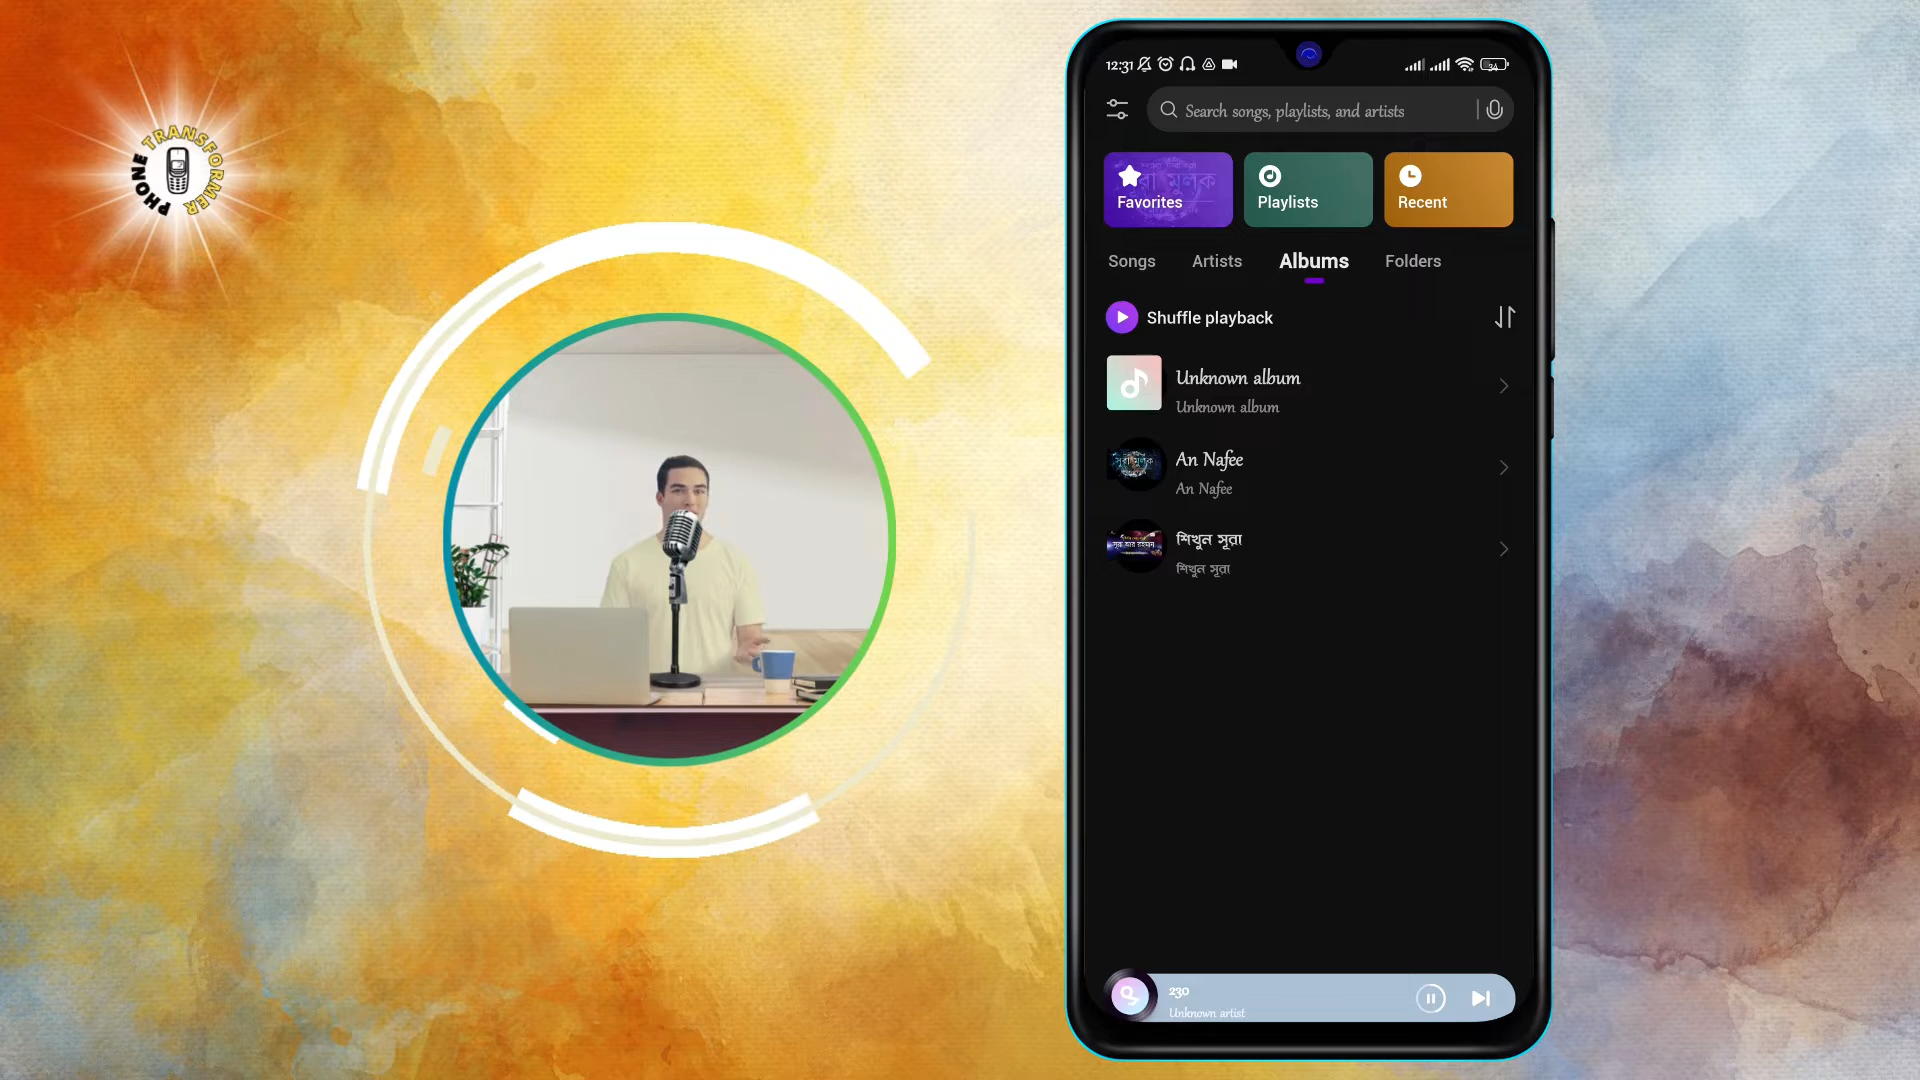 PHONE TRANSFORMER
12:31
34
Search songs, playlists, and artists
Favorites
Playlists
Recent
Songs
Artists
Albums
Folders
Shuffle playback
Unknown album
Unknown album
An Nafee
An Nafee
শিখুন সূরা
শিখুন সূরা
230
Unknown artist